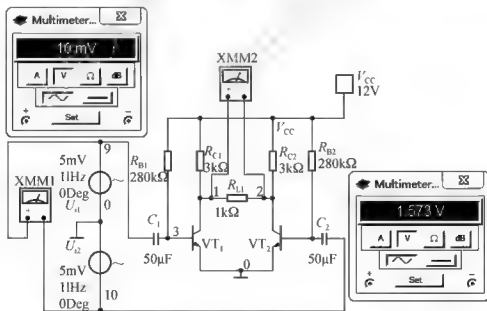 Multimeter...
10 mV
A V Ω dB
+ Set... −
XMM2
V_CC
12V
V_CC
R_B1
280kΩ
R_C1
3kΩ
R_C2
3kΩ
R_B2
280kΩ
XMM1
9
5mV
1kHz
0Deg
U_s1
0
U_s2
5mV
1kHz
0Deg
10
1
R_L1
2
1kΩ
C_1
3
50μF
VT_1
VT_2
C_2
50μF
0
Multimeter...
1.573 V
A V Ω dB
+ Set... −